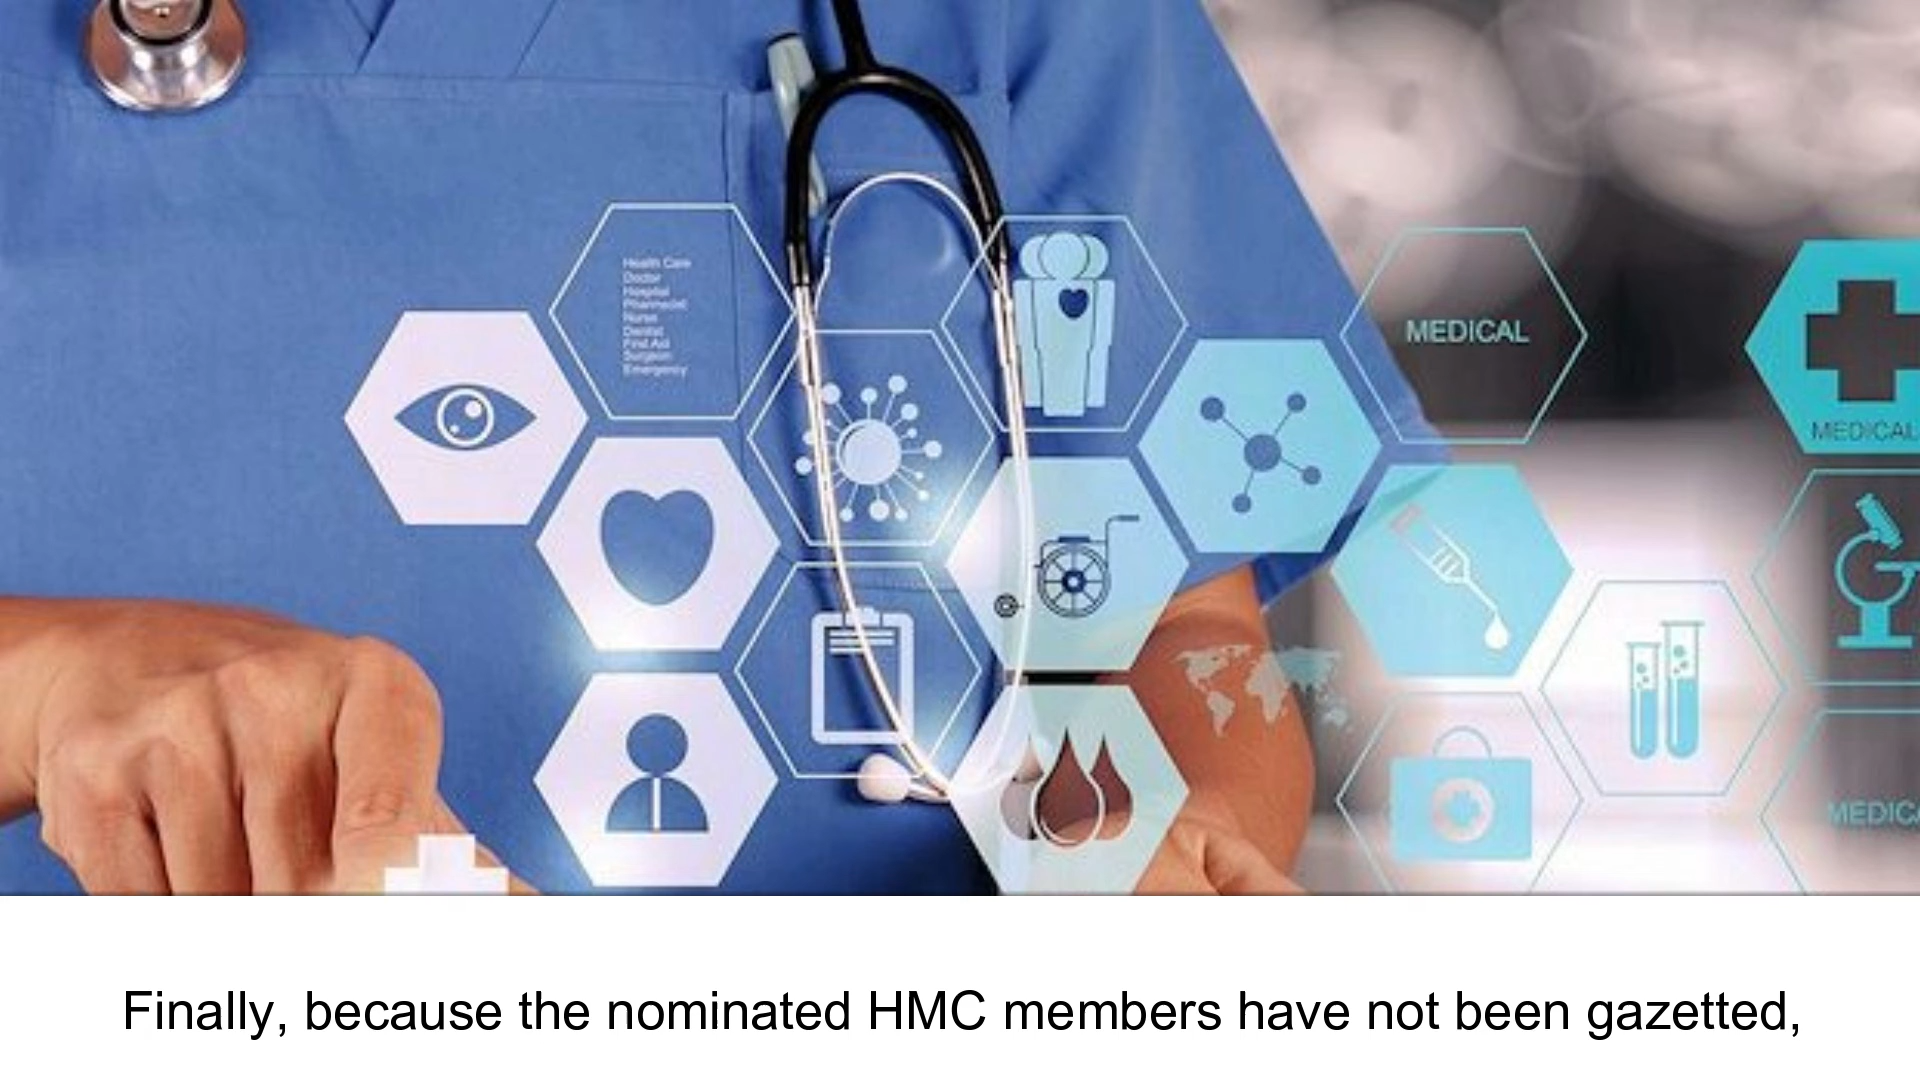 Health Care
Doctor
Hospital
Pharmacist
Nurse
Dentist
First Aid
Surgeon
Emergency
MEDICAL
MEDICAL
MEDICA
Finally, because the nominated HMC members have not been gazetted,